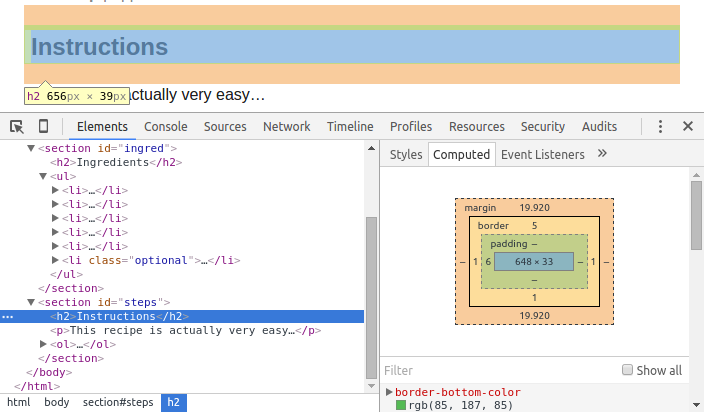 Instructions
h2 656px × 39px
actually very easy…
Elements Console Sources Network Timeline Profiles Resources Security Audits
<section id="ingred">
<h2>Ingredients</h2>
<ul>
<li>…</li>
<li>…</li>
<li>…</li>
<li>…</li>
<li>…</li>
<li class="optional">…</li>
</ul>
</section>
<section id="steps">
<h2>Instructions</h2>
<p>This recipe is actually very easy…</p>
<ol>…</ol>
</section>
</body>
</html>
html body section#steps h2
Styles Computed Event Listeners »
margin 19.920
border 5
padding –
– 1 6 648 × 33 – 1 –
–
1
19.920
Filter Show all
border-bottom-color
rgb(85, 187, 85)